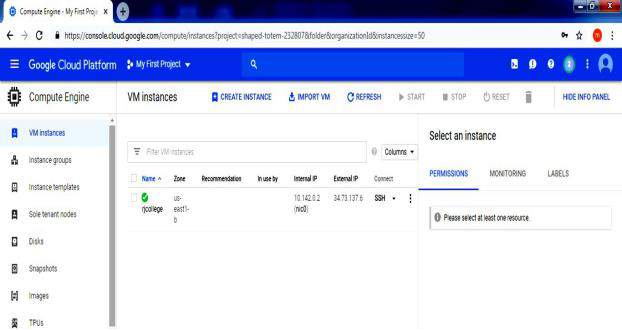 Compute Engine - My First Proje
https://console.cloud.google.com/compute/instances?project=shaped-totem-232807&folder&organizationId&instancessize=50
Google Cloud Platform My First Project
Compute Engine VM instances CREATE INSTANCE IMPORT VM REFRESH START STOP RESET HIDE INFO PANEL
VM instances
Instance groups
Instance templates
Sole tenant nodes
Disks
Snapshots
Images
TPUs
Filter VM instances Columns
Name Zone Recommendation In use by Internal IP External IP Connect
rjcollege us- 10.142.0.2 34.73.137.6 SSH
east1- (nic0)
b
Select an instance
PERMISSIONS MONITORING LABELS
Please select at least one resource.